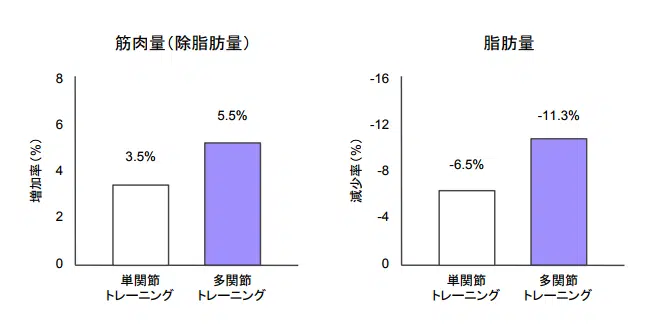 筋肉量（除脂肪量）
増加率（%）
8
6
4
2
0
3.5%
5.5%
単関節
トレーニング
多関節
トレーニング
脂肪量
減少率（%）
-16
-12
-8
-4
0
-6.5%
-11.3%
単関節
トレーニング
多関節
トレーニング